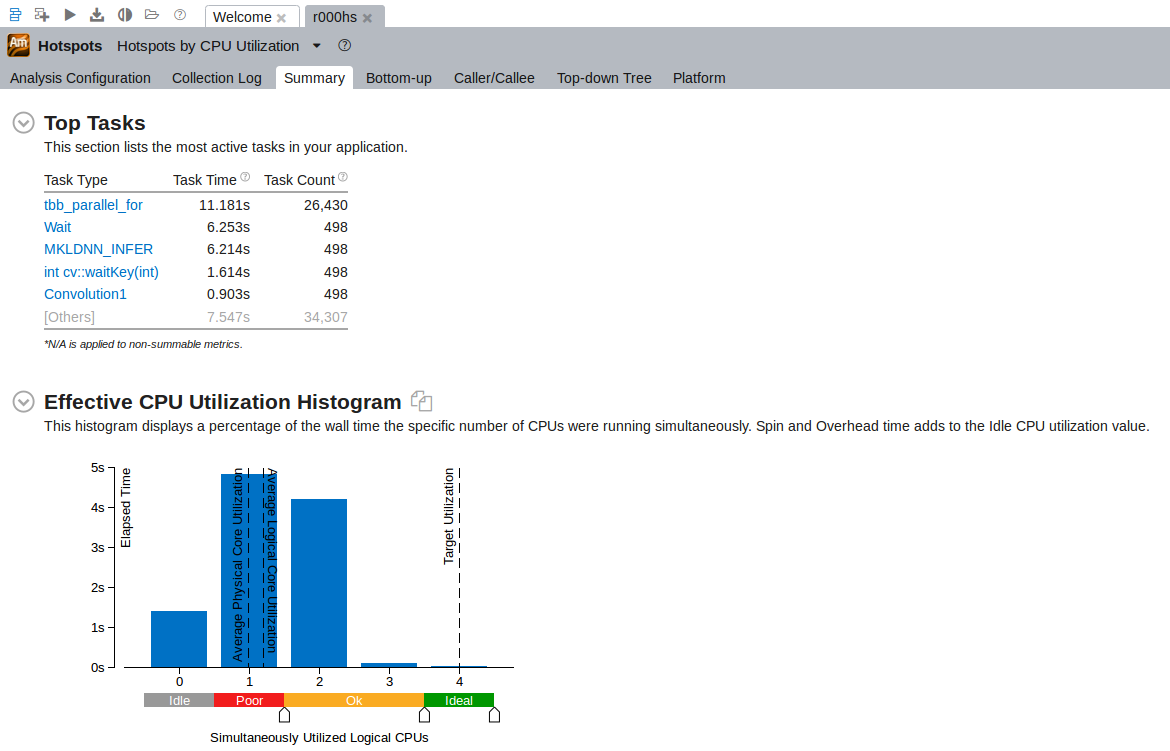 Welcome r000hs
Am Hotspots Hotspots by CPU Utilization
Analysis Configuration Collection Log Summary Bottom-up Caller/Callee Top-down Tree Platform
Top Tasks
This section lists the most active tasks in your application.
Task Type Task Time Task Count
tbb_parallel_for 11.181s 26,430
Wait 6.253s 498
MKLDNN_INFER 6.214s 498
int cv::waitKey(int) 1.614s 498
Convolution1 0.903s 498
[Others] 7.547s 34,307
*N/A is applied to non-summable metrics.
Effective CPU Utilization Histogram
This histogram displays a percentage of the wall time the specific number of CPUs were running simultaneously. Spin and Overhead time adds to the Idle CPU utilization value.
5s
4s
3s
2s
1s
0s
Elapsed Time
Average Physical Core Utilization
Average Logical Core Utilization
Target Utilization
0 1 2 3 4
Idle Poor Ok Ideal
Simultaneously Utilized Logical CPUs